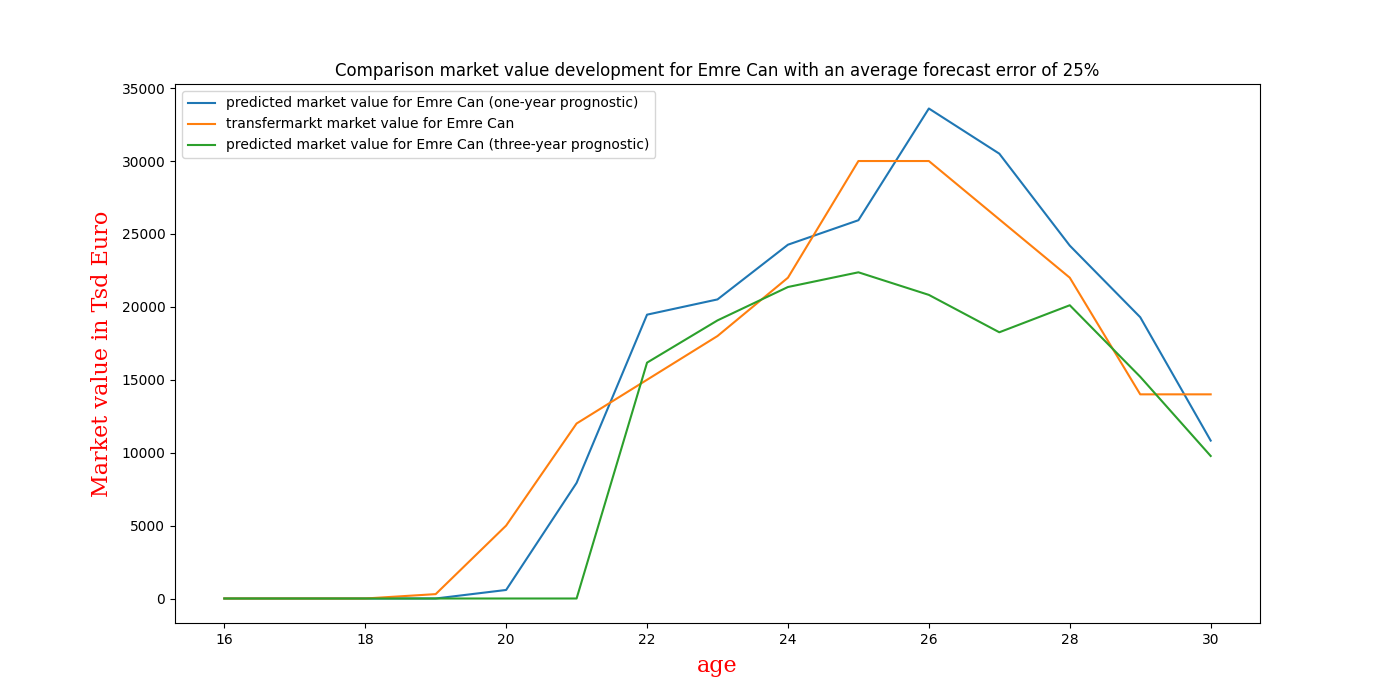 Comparison market value development for Emre Can with an average forecast error of 25%
predicted market value for Emre Can (one-year prognostic)
transfermarkt market value for Emre Can
predicted market value for Emre Can (three-year prognostic)
Market value in Tsd Euro
35000
30000
25000
20000
15000
10000
5000
0
16 18 20 22 24 26 28 30
age